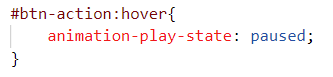 #btn-action:hover{
    animation-play-state: paused;
}